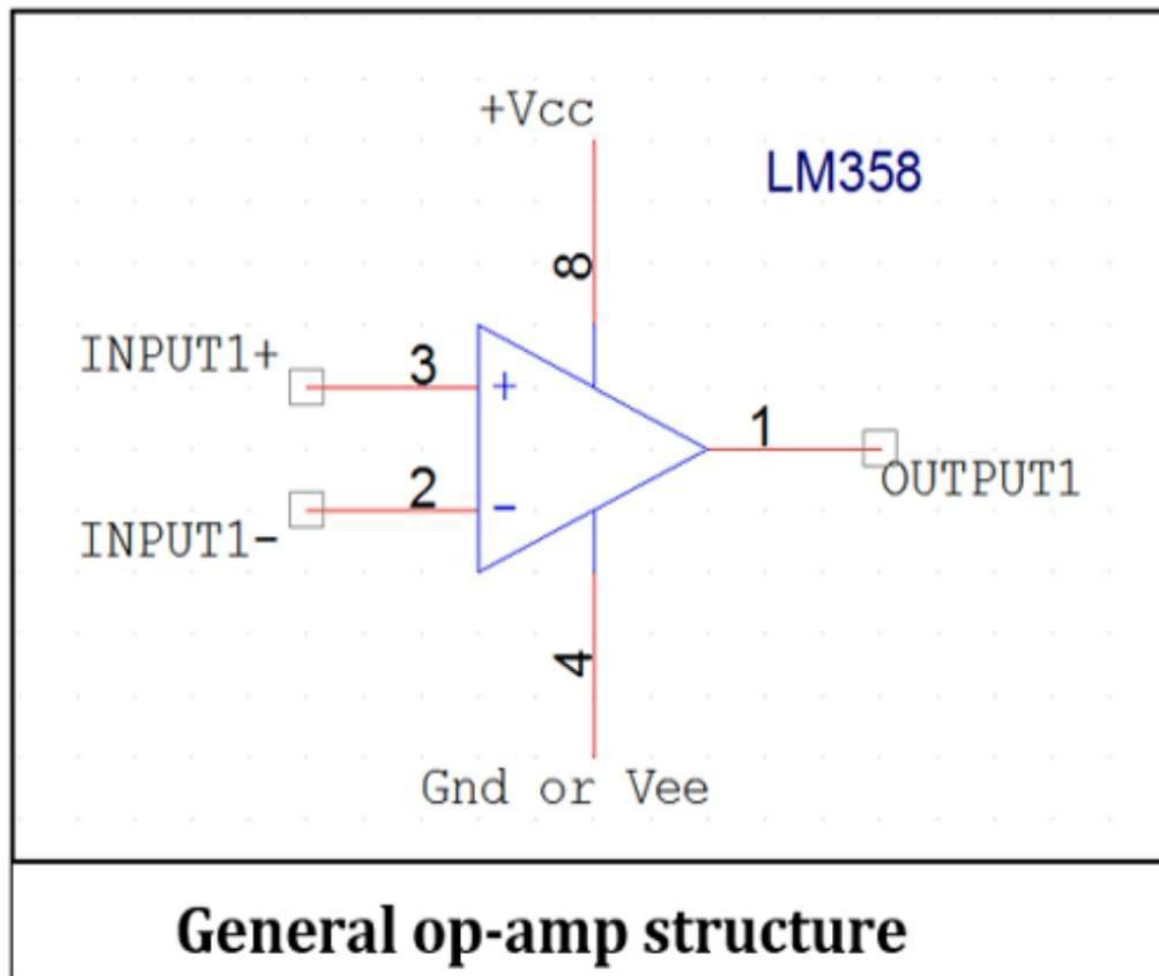 +Vcc
LM358
8
INPUT1+
3
+
1
OUTPUT1
2
-
INPUT1-
4
Gnd or Vee
General op-amp structure